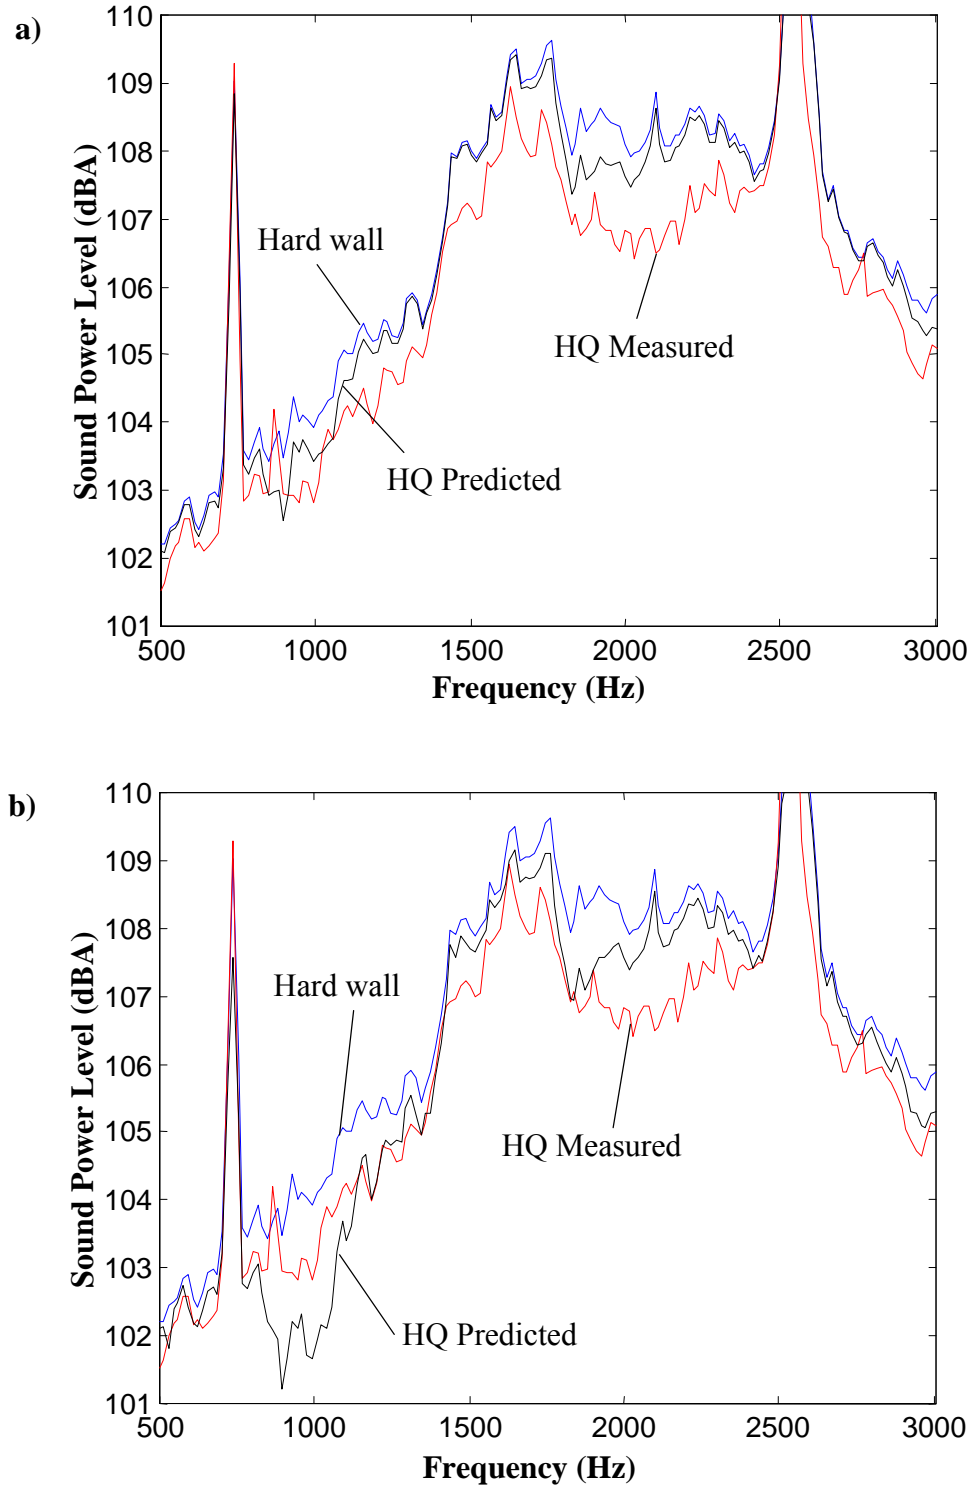 a)
110
109
108
107
106
105
104
103
102
101
Sound Power Level (dBA)
Hard wall
HQ Measured
HQ Predicted
500 1000 1500 2000 2500 3000
Frequency (Hz)
b)
110
109
108
107
106
105
104
103
102
101
Sound Power Level (dBA)
Hard wall
HQ Measured
HQ Predicted
500 1000 1500 2000 2500 3000
Frequency (Hz)